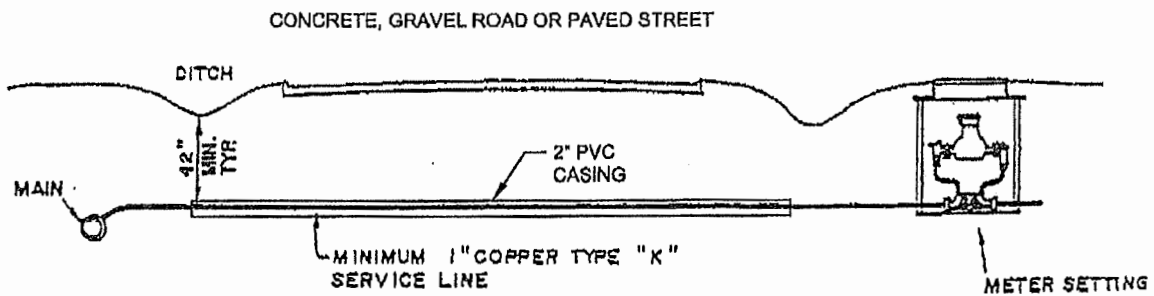 CONCRETE, GRAVEL ROAD OR PAVED STREET
DITCH
42"
MIN.
TYP.
2" PVC
CASING
MAIN
MINIMUM 1" COPPER TYPE "K"
SERVICE LINE
METER SETTING